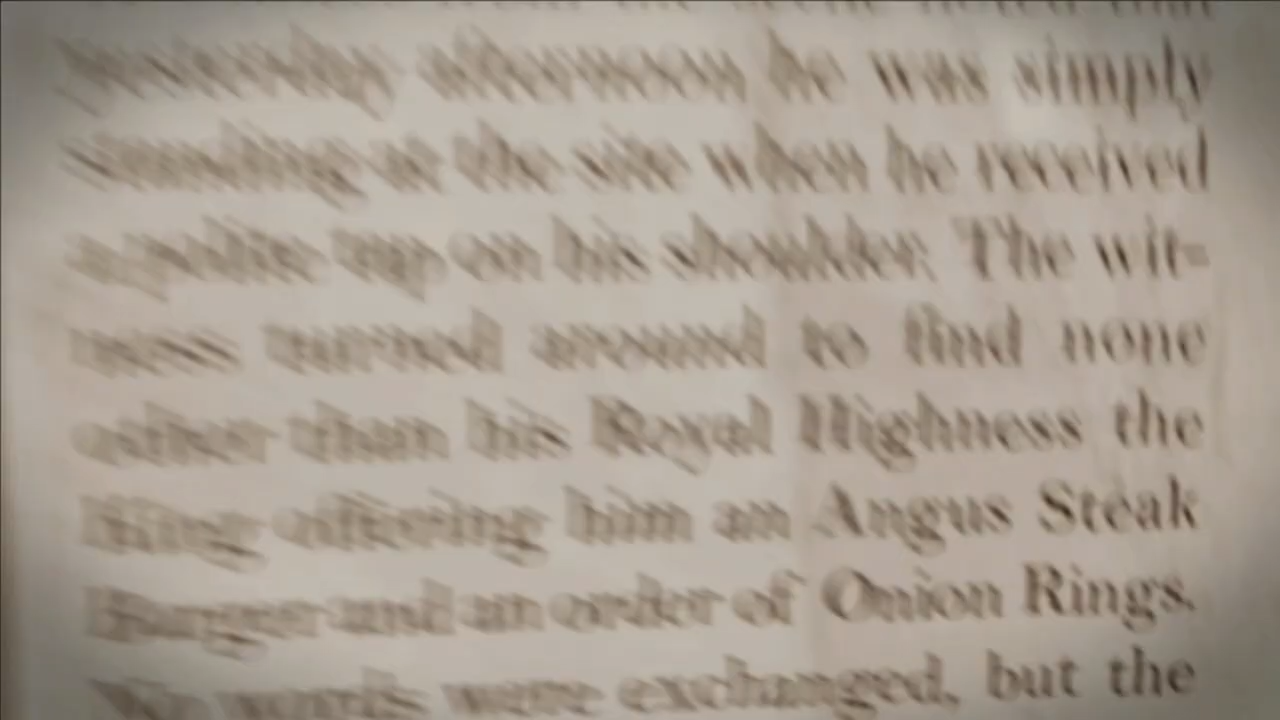 yesterday afternoon he was simply
standing at the site when he received
a polite tap on his shoulder. The wit-
ness turned around to find none
other than his Royal Highness the
King offering him an Angus Steak
Burger and an order of Onion Rings.
No words were exchanged, but the